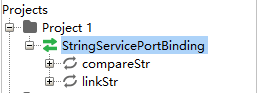 Projects
Project 1
StringServicePortBinding
compareStr
linkStr